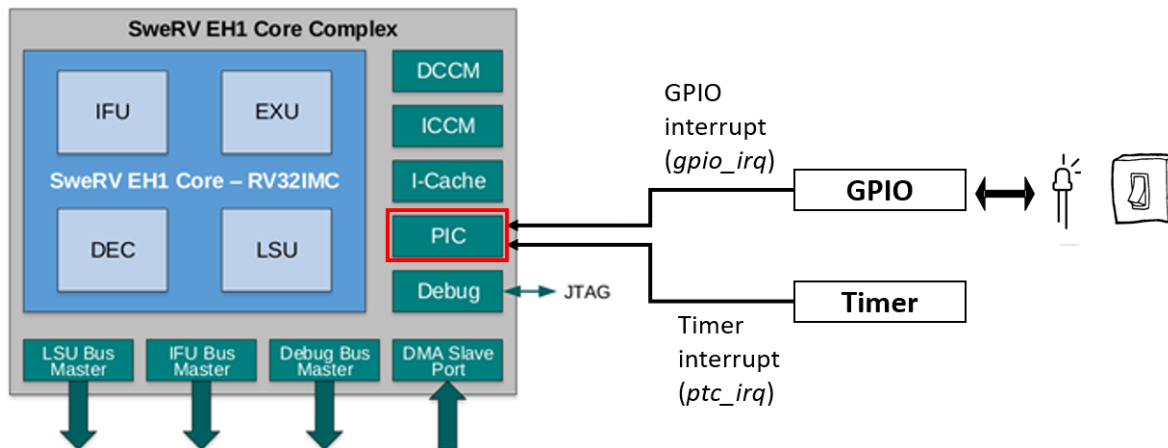 SweRV EH1 Core Complex
IFU
EXU
SweRV EH1 Core – RV32IMC
DEC
LSU
DCCM
ICCM
I-Cache
PIC
Debug
JTAG
LSU Bus
Master
IFU Bus
Master
Debug Bus
Master
DMA Slave
Port
GPIO
interrupt
(gpio_irq)
GPIO
Timer
Timer
interrupt
(ptc_irq)